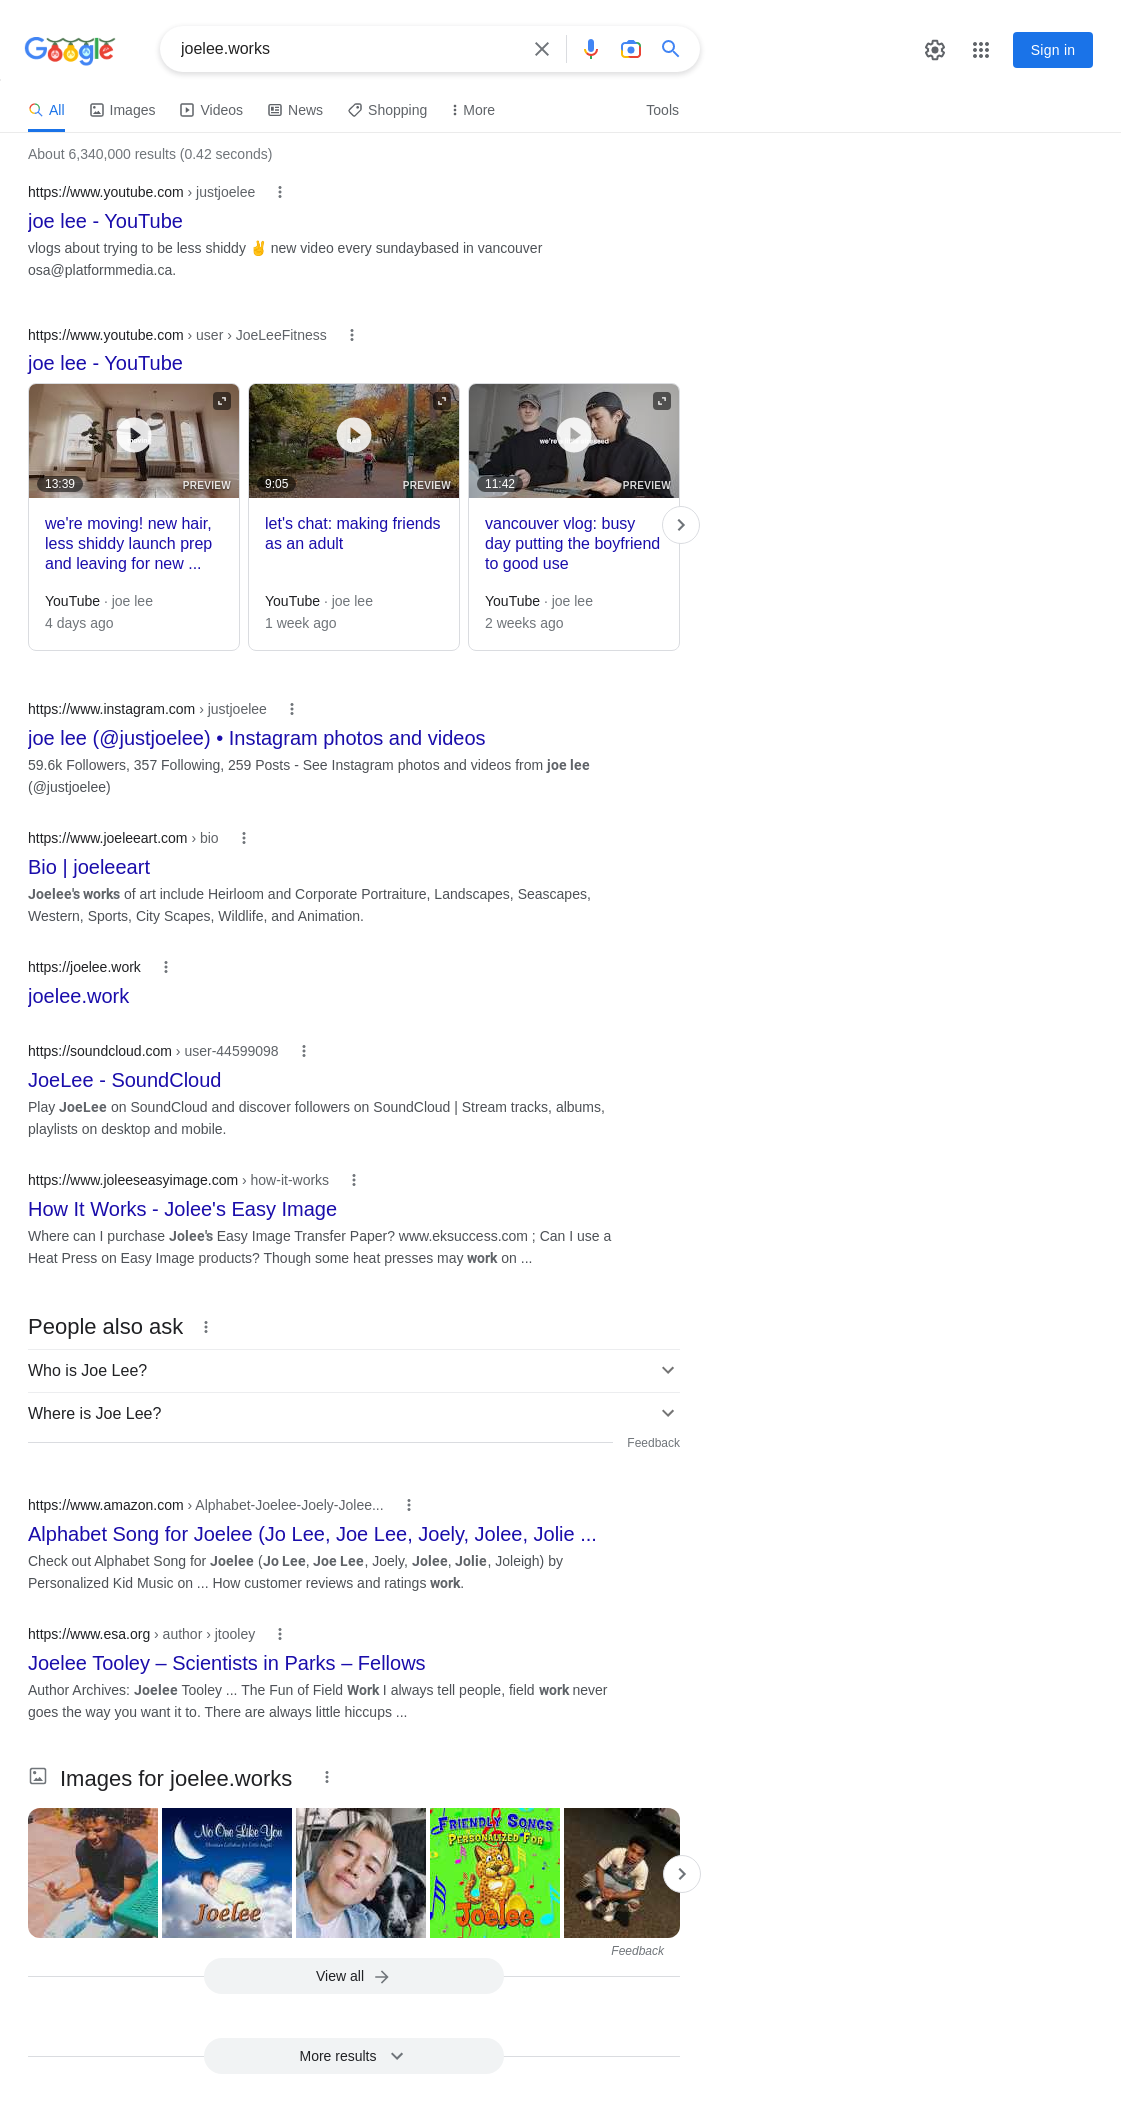 Google
joelee.works
Sign in
All
Images
Videos
News
Shopping
More
Tools
About 6,340,000 results (0.42 seconds)
https://www.youtube.com › justjoelee
joe lee - YouTube
vlogs about trying to be less shiddy ✌ new video every sundaybased in vancouver
osa@platformmedia.ca.
https://www.youtube.com › user › JoeLeeFitness
joe lee - YouTube
13:39
PREVIEW
we're moving! new hair,
less shiddy launch prep
and leaving for new ...
YouTube · joe lee
4 days ago
9:05
PREVIEW
let's chat: making friends
as an adult
YouTube · joe lee
1 week ago
11:42
PREVIEW
vancouver vlog: busy
day putting the boyfriend
to good use
YouTube · joe lee
2 weeks ago
https://www.instagram.com › justjoelee
joe lee (@justjoelee) • Instagram photos and videos
59.6k Followers, 357 Following, 259 Posts - See Instagram photos and videos from joe lee
(@justjoelee)
https://www.joeleeart.com › bio
Bio | joeleeart
Joelee's works of art include Heirloom and Corporate Portraiture, Landscapes, Seascapes,
Western, Sports, City Scapes, Wildlife, and Animation.
https://joelee.work
joelee.work
https://soundcloud.com › user-44599098
JoeLee - SoundCloud
Play JoeLee on SoundCloud and discover followers on SoundCloud | Stream tracks, albums,
playlists on desktop and mobile.
https://www.joleeseasyimage.com › how-it-works
How It Works - Jolee's Easy Image
Where can I purchase Jolee's Easy Image Transfer Paper? www.eksuccess.com ; Can I use a
Heat Press on Easy Image products? Though some heat presses may work on ...
People also ask
Who is Joe Lee?
Where is Joe Lee?
Feedback
https://www.amazon.com › Alphabet-Joelee-Joely-Jolee...
Alphabet Song for Joelee (Jo Lee, Joe Lee, Joely, Jolee, Jolie ...
Check out Alphabet Song for Joelee (Jo Lee, Joe Lee, Joely, Jolee, Jolie, Joleigh) by
Personalized Kid Music on ... How customer reviews and ratings work.
https://www.esa.org › author › jtooley
Joelee Tooley – Scientists in Parks – Fellows
Author Archives: Joelee Tooley ... The Fun of Field Work I always tell people, field work never
goes the way you want it to. There are always little hiccups ...
Images for joelee.works
No One Like You
Joelee
FRIENDLY SONGS
PERSONALIZED FOR
Joelee
Feedback
View all
More results